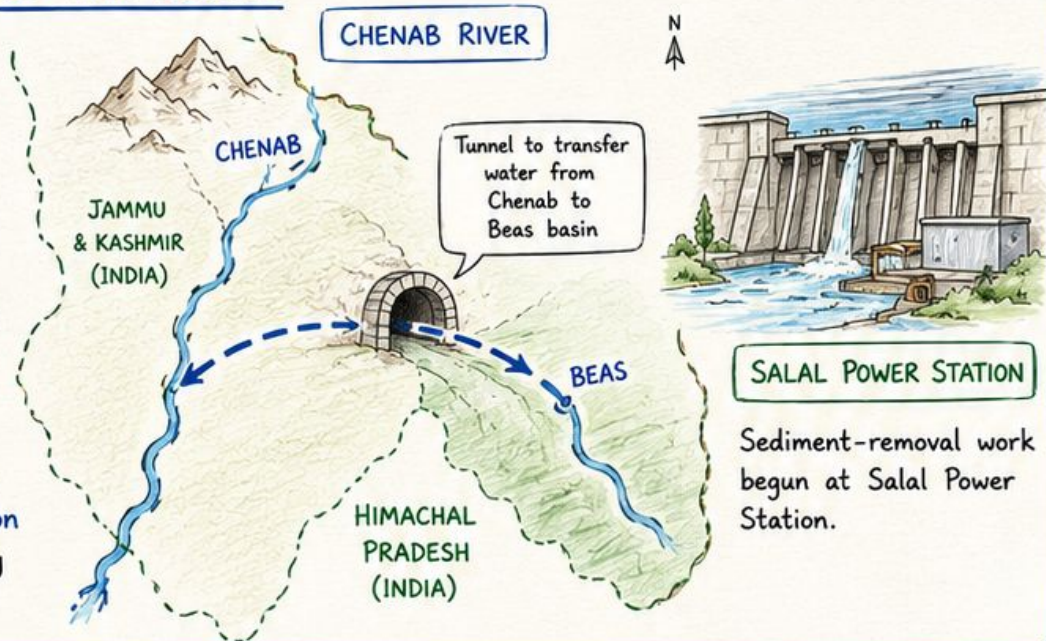 CHENAB RIVER
N
CHENAB
Tunnel to transfer
water from
Chenab to
Beas basin
JAMMU
& KASHMIR
(INDIA)
BEAS
SALAL POWER STATION
Sediment-removal work
begun at Salal Power
Station.
HIMACHAL
PRADESH
(INDIA)